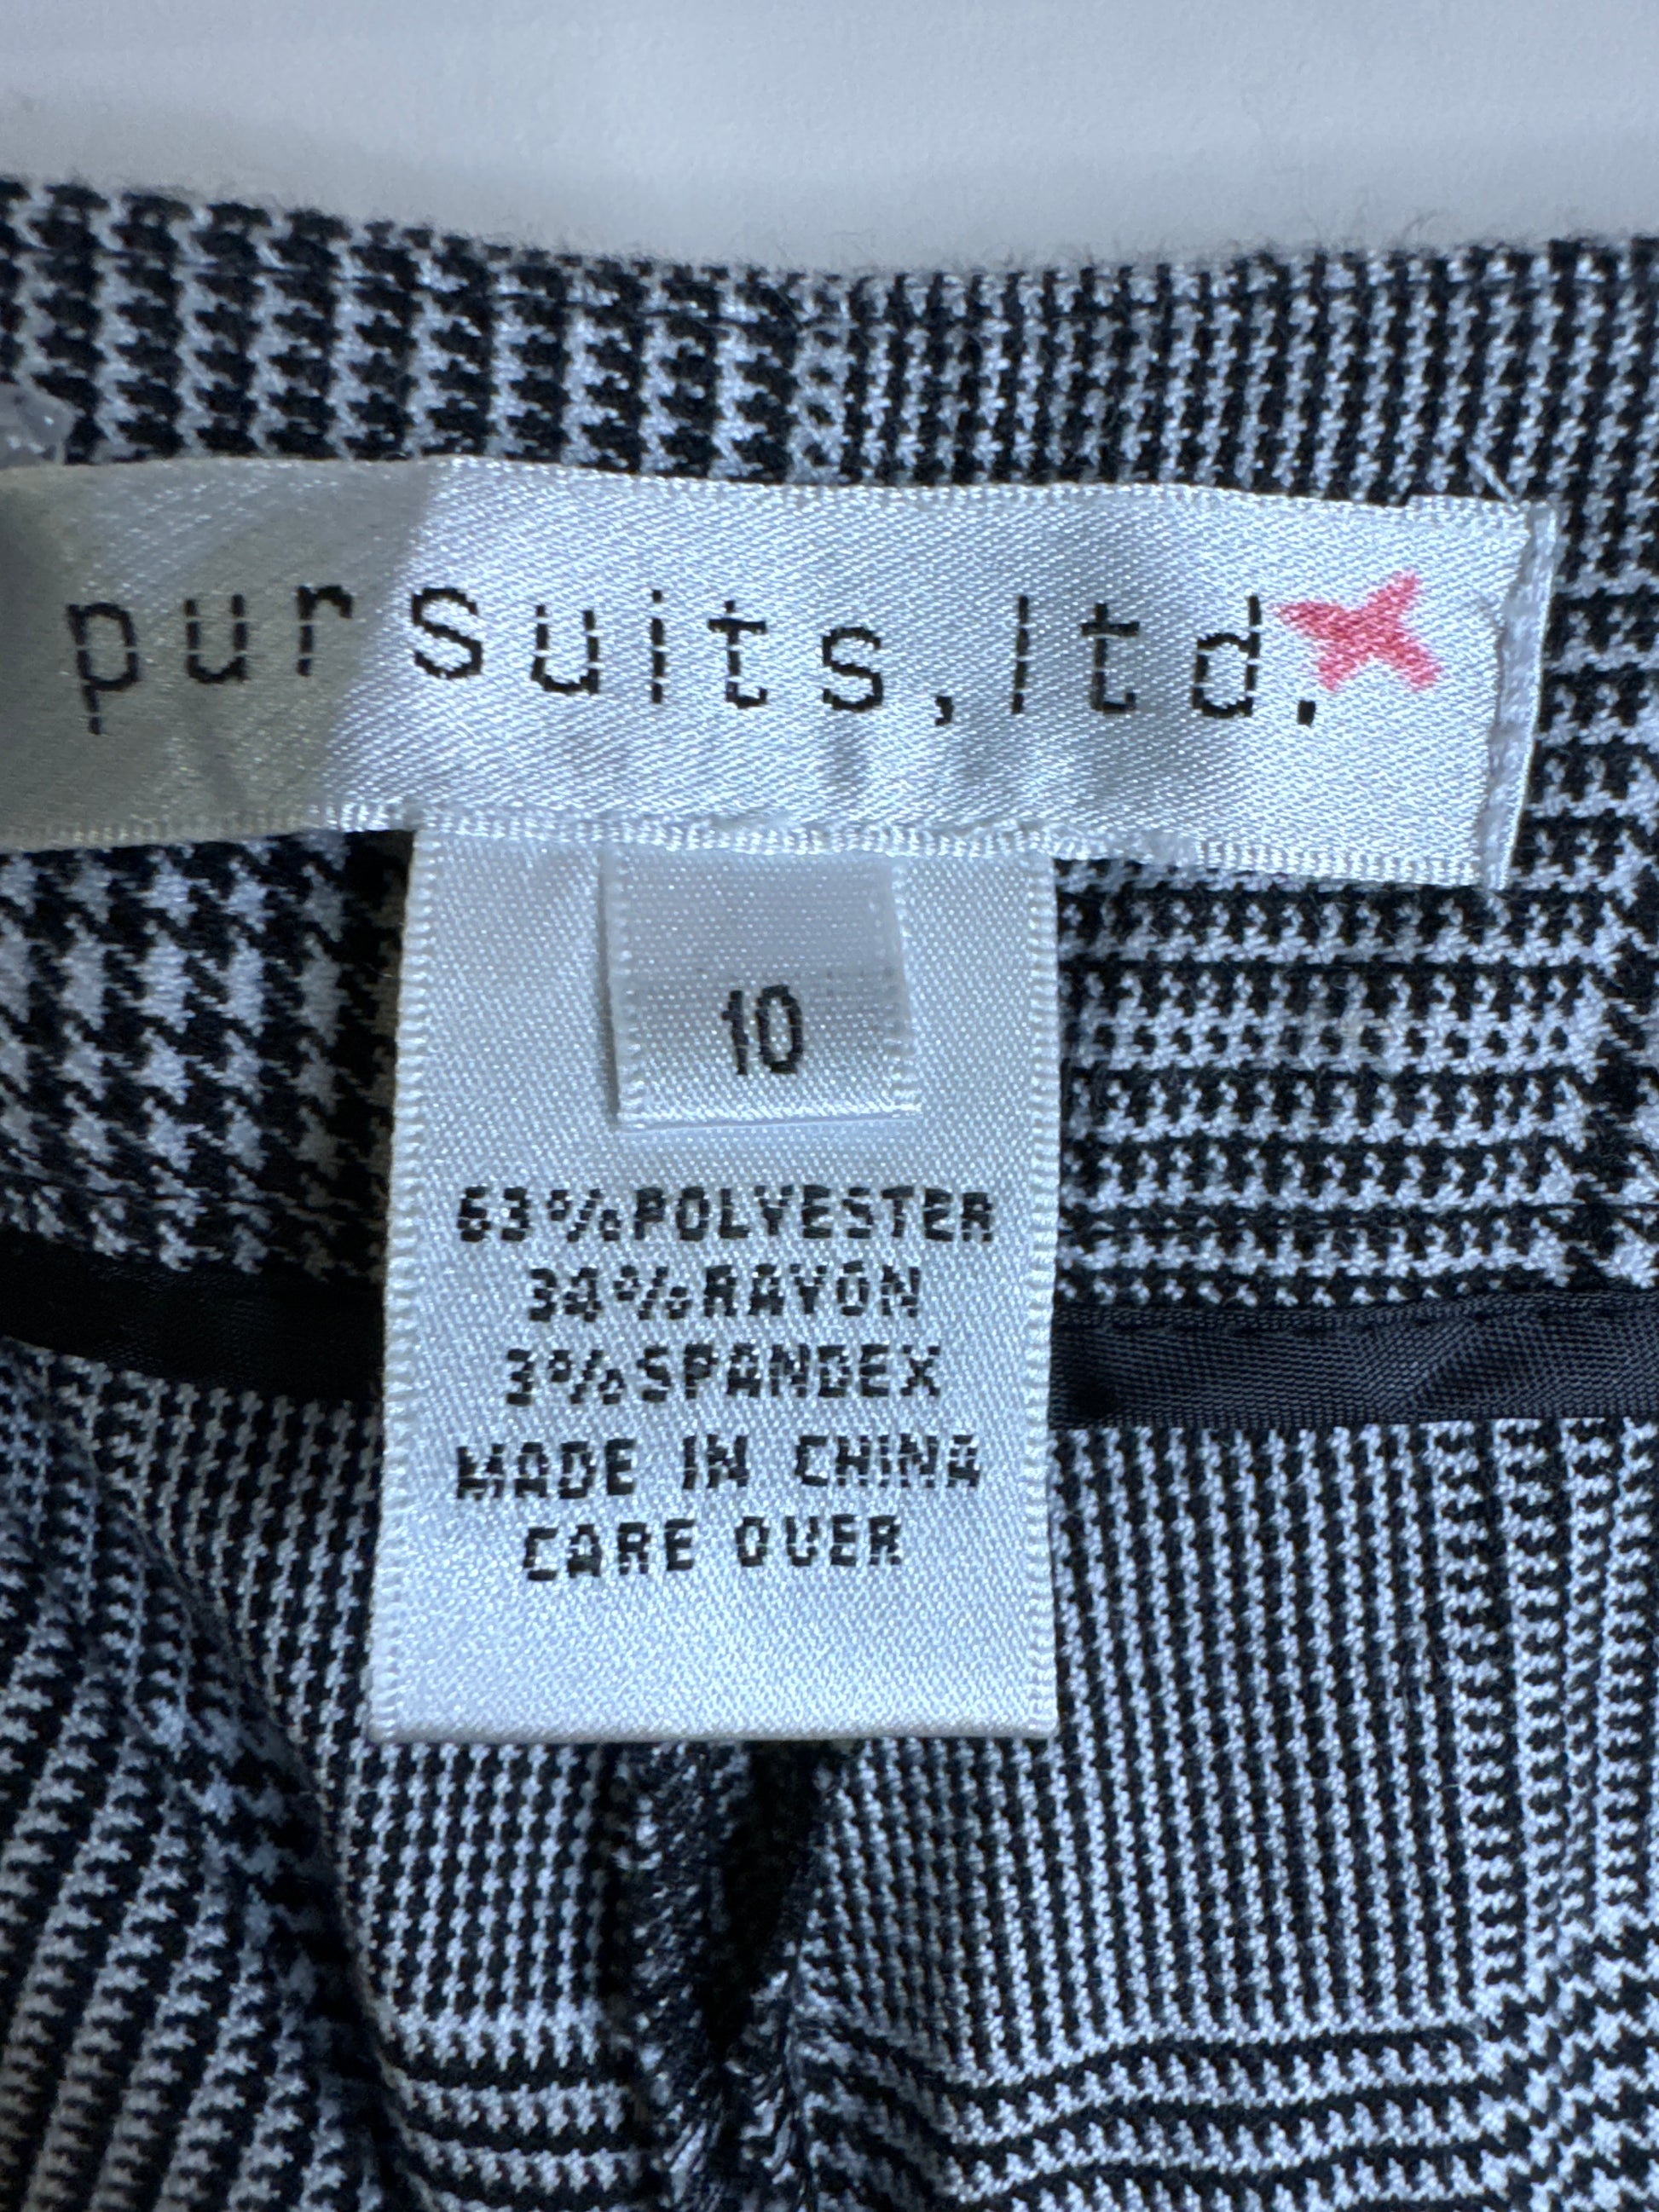 pursuits,ltd.
10
63%POLYESTER
34%RAYON
3%SPANDEX
MADE IN CHINA
CARE OVER